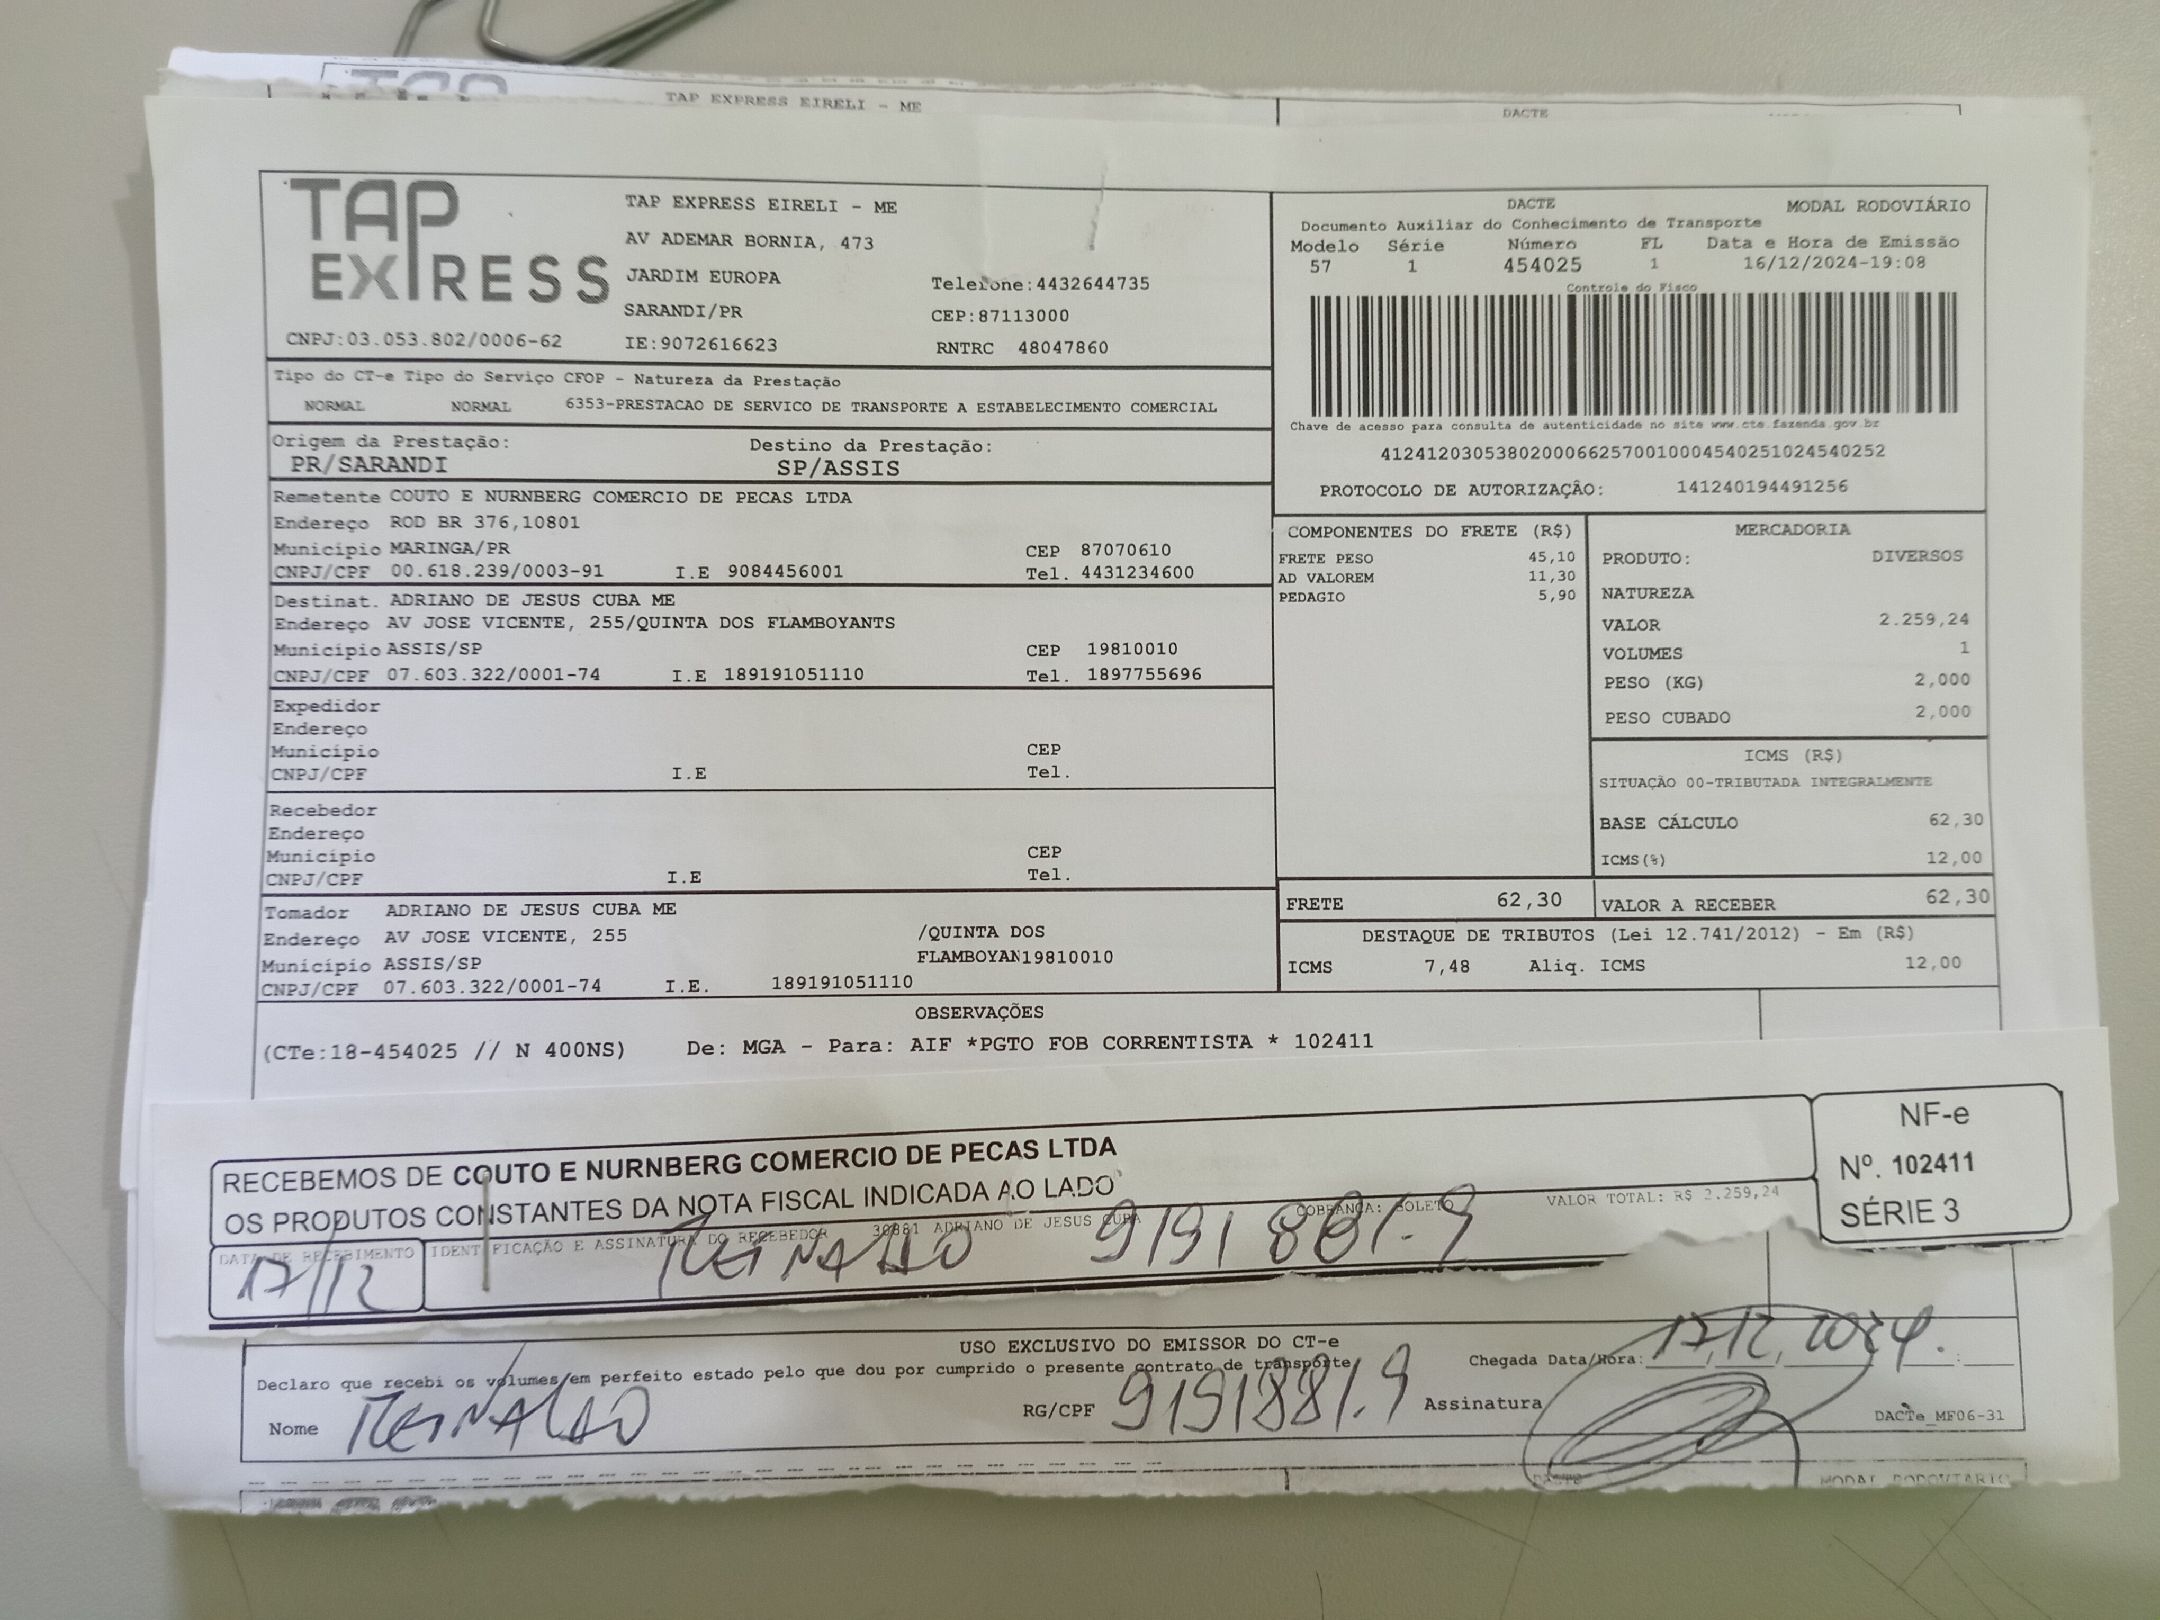 TAP EXPRESS EIRELI - ME
DACTE
TAP EXPRESS
CNPJ:03.053.802/0006-62
TAP EXPRESS EIRELI - ME
AV ADEMAR BORNIA, 473
JARDIM EUROPA
Telefone:4432644735
SARANDI/PR
CEP:87113000
IE:9072616623
RNTRC 48047860
DACTE MODAL RODOVIÁRIO
Documento Auxiliar do Conhecimento de Transporte
Modelo Série Número FL Data e Hora de Emissão
57 1 454025 1 16/12/2024-19:08
Controle do Fisco
Chave de acesso para consulta de autenticidade no site www.cte.fazenda.gov.br
41241203053802000662570010004540251024540252
PROTOCOLO DE AUTORIZAÇÃO: 141240194491256
Tipo do CT-e Tipo do Serviço CFOP - Natureza da Prestação
NORMAL NORMAL 6353-PRESTACAO DE SERVICO DE TRANSPORTE A ESTABELECIMENTO COMERCIAL
Origem da Prestação: Destino da Prestação:
PR/SARANDI SP/ASSIS
Remetente COUTO E NURNBERG COMERCIO DE PECAS LTDA
Endereço ROD BR 376,10801
Município MARINGA/PR CEP 87070610
CNPJ/CPF 00.618.239/0003-91 I.E 9084456001 Tel. 4431234600
Destinat. ADRIANO DE JESUS CUBA ME
Endereço AV JOSE VICENTE, 255/QUINTA DOS FLAMBOYANTS
Município ASSIS/SP CEP 19810010
CNPJ/CPF 07.603.322/0001-74 I.E 189191051110 Tel. 1897755696
Expedidor
Endereço
Município CEP
CNPJ/CPF I.E Tel.
Recebedor
Endereço
Município CEP
CNPJ/CPF I.E Tel.
Tomador ADRIANO DE JESUS CUBA ME
Endereço AV JOSE VICENTE, 255 /QUINTA DOS
Município ASSIS/SP FLAMBOYAN19810010
CNPJ/CPF 07.603.322/0001-74 I.E. 189191051110
COMPONENTES DO FRETE (R$)
FRETE PESO 45,10
AD VALOREM 11,30
PEDAGIO 5,90
MERCADORIA
PRODUTO: DIVERSOS
NATUREZA
VALOR 2.259,24
VOLUMES 1
PESO (KG) 2,000
PESO CUBADO 2,000
ICMS (R$)
SITUAÇÃO 00-TRIBUTADA INTEGRALMENTE
BASE CÁLCULO 62,30
ICMS(%) 12,00
FRETE 62,30 VALOR A RECEBER 62,30
DESTAQUE DE TRIBUTOS (Lei 12.741/2012) - Em (R$)
ICMS 7,48 Aliq. ICMS 12,00
OBSERVAÇÕES
(CTe:18-454025 // N 400NS) De: MGA - Para: AIF *PGTO FOB CORRENTISTA * 102411
RECEBEMOS DE COUTO E NURNBERG COMERCIO DE PECAS LTDA
OS PRODUTOS CONSTANTES DA NOTA FISCAL INDICADA AO LADO
NF-e
Nº. 102411
SÉRIE 3
DATA DE RECEBIMENTO IDENTIFICAÇÃO E ASSINATURA DO RECEBEDOR 30881 ADRIANO DE JESUS CUBA COBRANÇA: BOLETO VALOR TOTAL: R$ 2.259,24
17/12 REINALDO 9191881.9
USO EXCLUSIVO DO EMISSOR DO CT-e
Declaro que recebi os volumes em perfeito estado pelo que dou por cumprido o presente contrato de transporte
Chegada Data/Hora: 17,12,2024.
Nome REINALDO RG/CPF 9191881.9 Assinatura
DACTe_MF06-31
DACTE MODAL RODOVIÁRIO